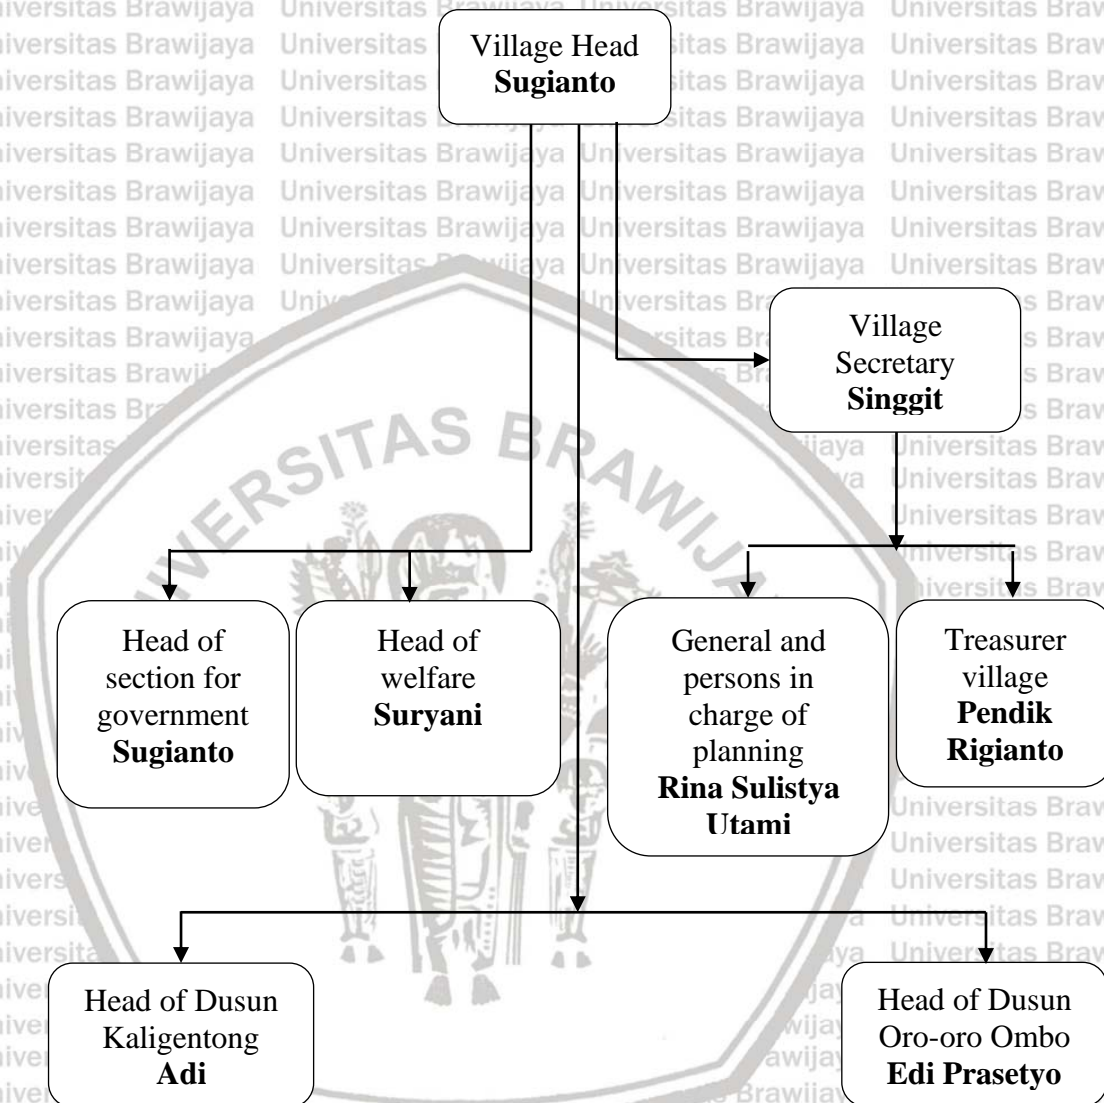 Village Head
Sugianto
Village
Secretary
Singgit
Head of
section for
government
Sugianto
Head of
welfare
Suryani
General and
persons in
charge of
planning
Rina Sulistya
Utami
Treasurer
village
Pendik
Rigianto
Head of Dusun
Kaligentong
Adi
Head of Dusun
Oro-oro Ombo
Edi Prasetyo